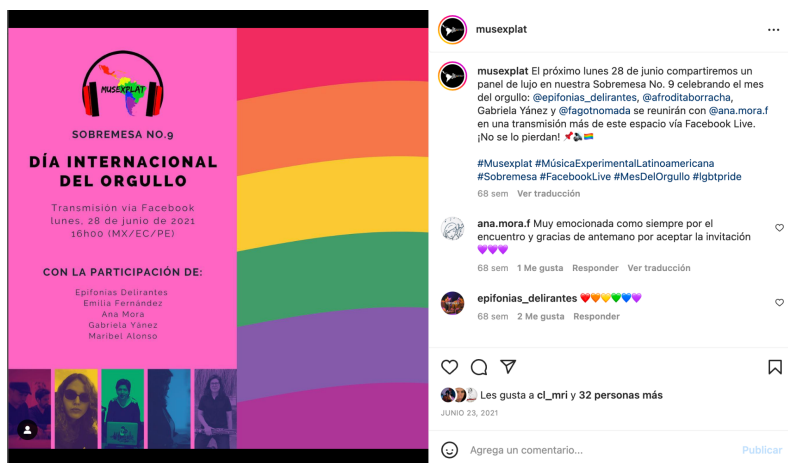 MUSEXPLAT
SOBREMESA NO.9
DÍA INTERNACIONAL
DEL ORGULLO
Transmisión vía Facebook
lunes, 28 de junio de 2021
16h00 (MX/EC/PE)
CON LA PARTICIPACIÓN DE:
Epifonías Delirantes
Emilia Fernández
Ana Mora
Gabriela Yánez
Maribel Alonso
musexplat
musexplat El próximo lunes 28 de junio compartiremos un
panel de lujo en nuestra Sobremesa No. 9 celebrando el mes
del orgullo: @epifonias_delirantes, @afroditaborracha,
Gabriela Yánez y @fagotnomada se reunirán con @ana.mora.f
en una transmisión más de este espacio vía Facebook Live.
¡No se lo pierdan! 📌🔊🏳️‍🌈
#Musexplat #MúsicaExperimentalLatinoamericana
#Sobremesa #FacebookLive #MesDelOrgullo #lgbtpride
68 sem Ver traducción
ana.mora.f Muy emocionada como siempre por el
encuentro y gracias de antemano por aceptar la invitación
💜💜💜
68 sem 1 Me gusta Responder Ver traducción
epifonias_delirantes ❤️🧡💛💚💙💜
68 sem 2 Me gusta Responder
Les gusta a cl_mri y 32 personas más
JUNIO 23, 2021
Agrega un comentario... Publicar